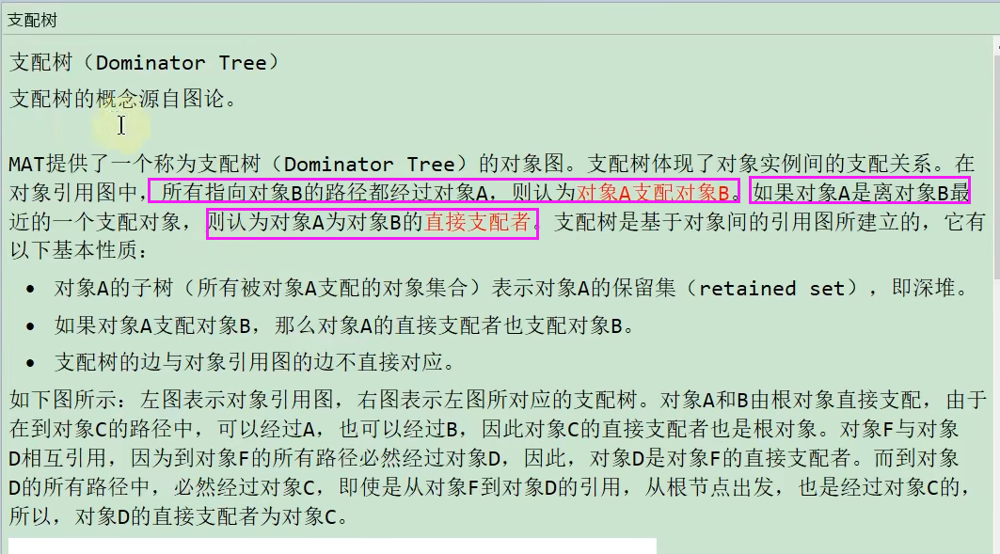 支配树
支配树（Dominator Tree）
支配树的概念源自图论。
MAT提供了一个称为支配树（Dominator Tree）的对象图。支配树体现了对象实例间的支配关系。在
对象引用图中，所有指向对象B的路径都经过对象A，则认为对象A支配对象B。如果对象A是离对象B最
近的一个支配对象，则认为对象A为对象B的直接支配者。支配树是基于对象间的引用图所建立的，它有
以下基本性质：
• 对象A的子树（所有被对象A支配的对象集合）表示对象A的保留集（retained set），即深堆。
• 如果对象A支配对象B，那么对象A的直接支配者也支配对象B。
• 支配树的边与对象引用图的边不直接对应。
如下图所示：左图表示对象引用图，右图表示左图所对应的支配树。对象A和B由根对象直接支配，由于
在到对象C的路径中，可以经过A，也可以经过B，因此对象C的直接支配者也是根对象。对象F与对象
D相互引用，因为到对象F的所有路径必然经过对象D，因此，对象D是对象F的直接支配者。而到对象
D的所有路径中，必然经过对象C，即使是从对象F到对象D的引用，从根节点出发，也是经过对象C的，
所以，对象D的直接支配者为对象C。